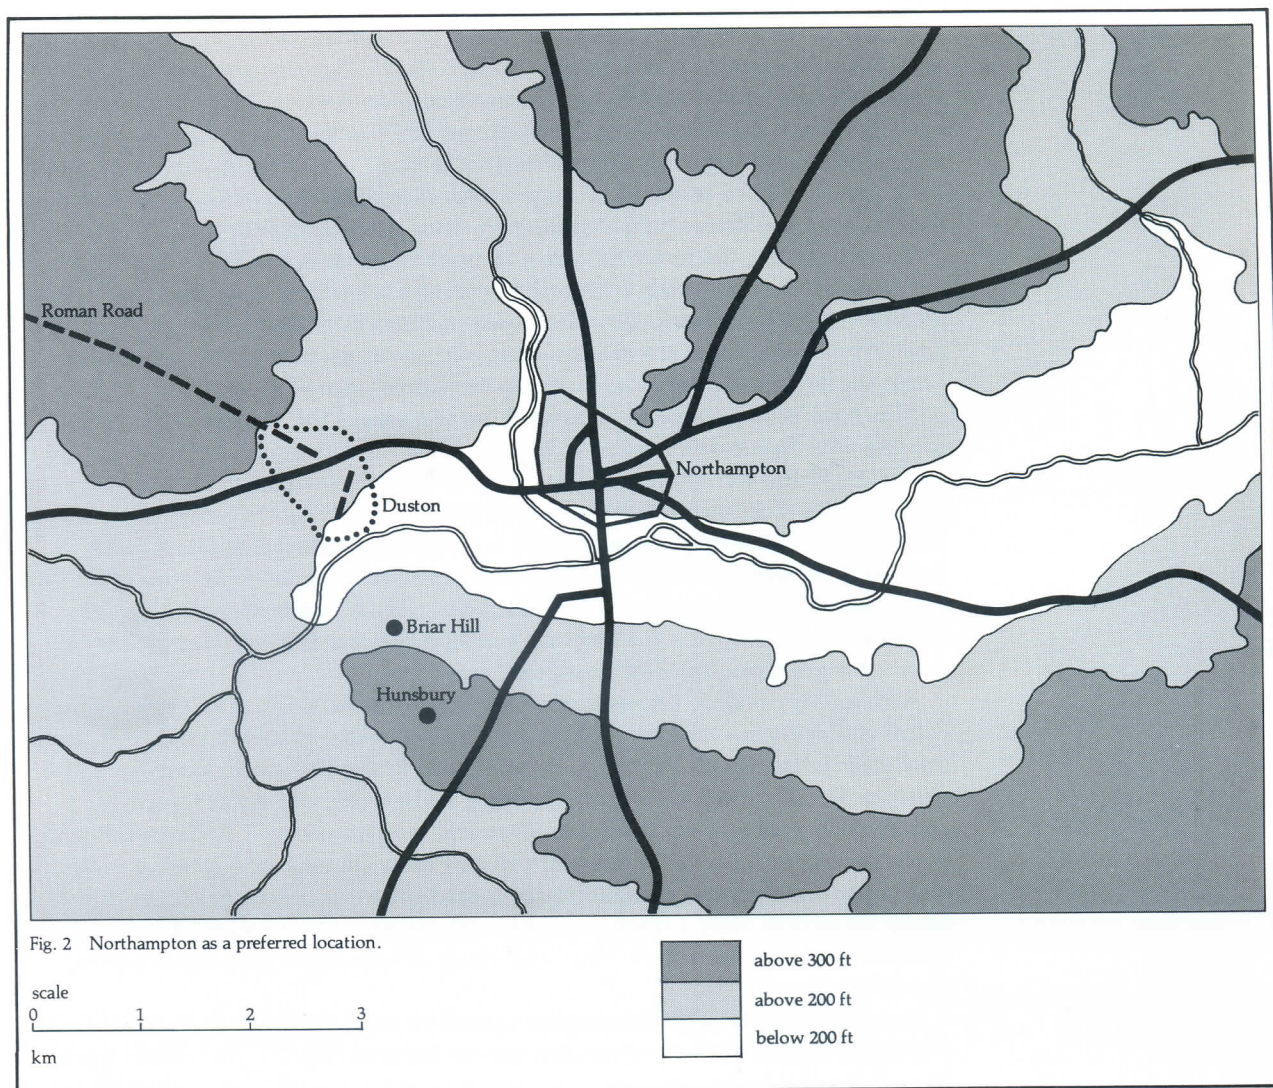 Roman Road
Northampton
Duston
Briar Hill
Hunsbury
Fig. 2 Northampton as a preferred location.
scale
0 1 2 3
km
above 300 ft
above 200 ft
below 200 ft